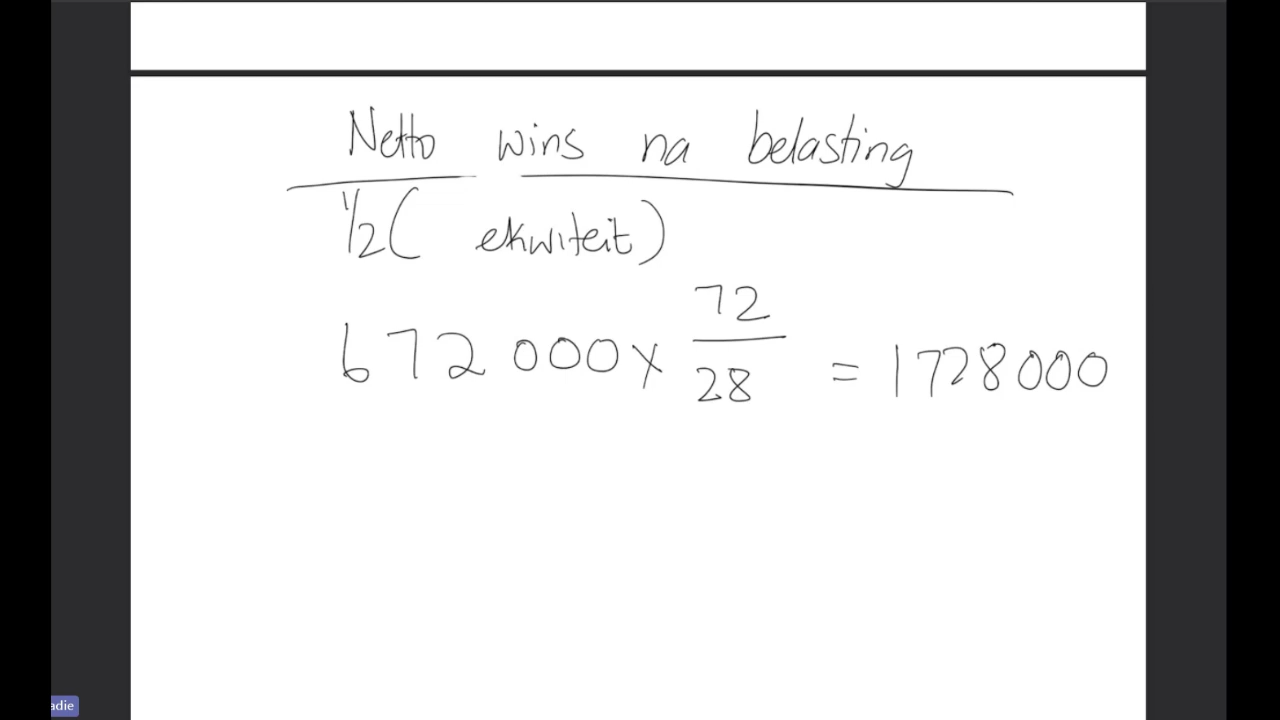 Netto wins na belasting
1/2 ( ekwiteit)
672 000 x 72/28 = 1728000
adie